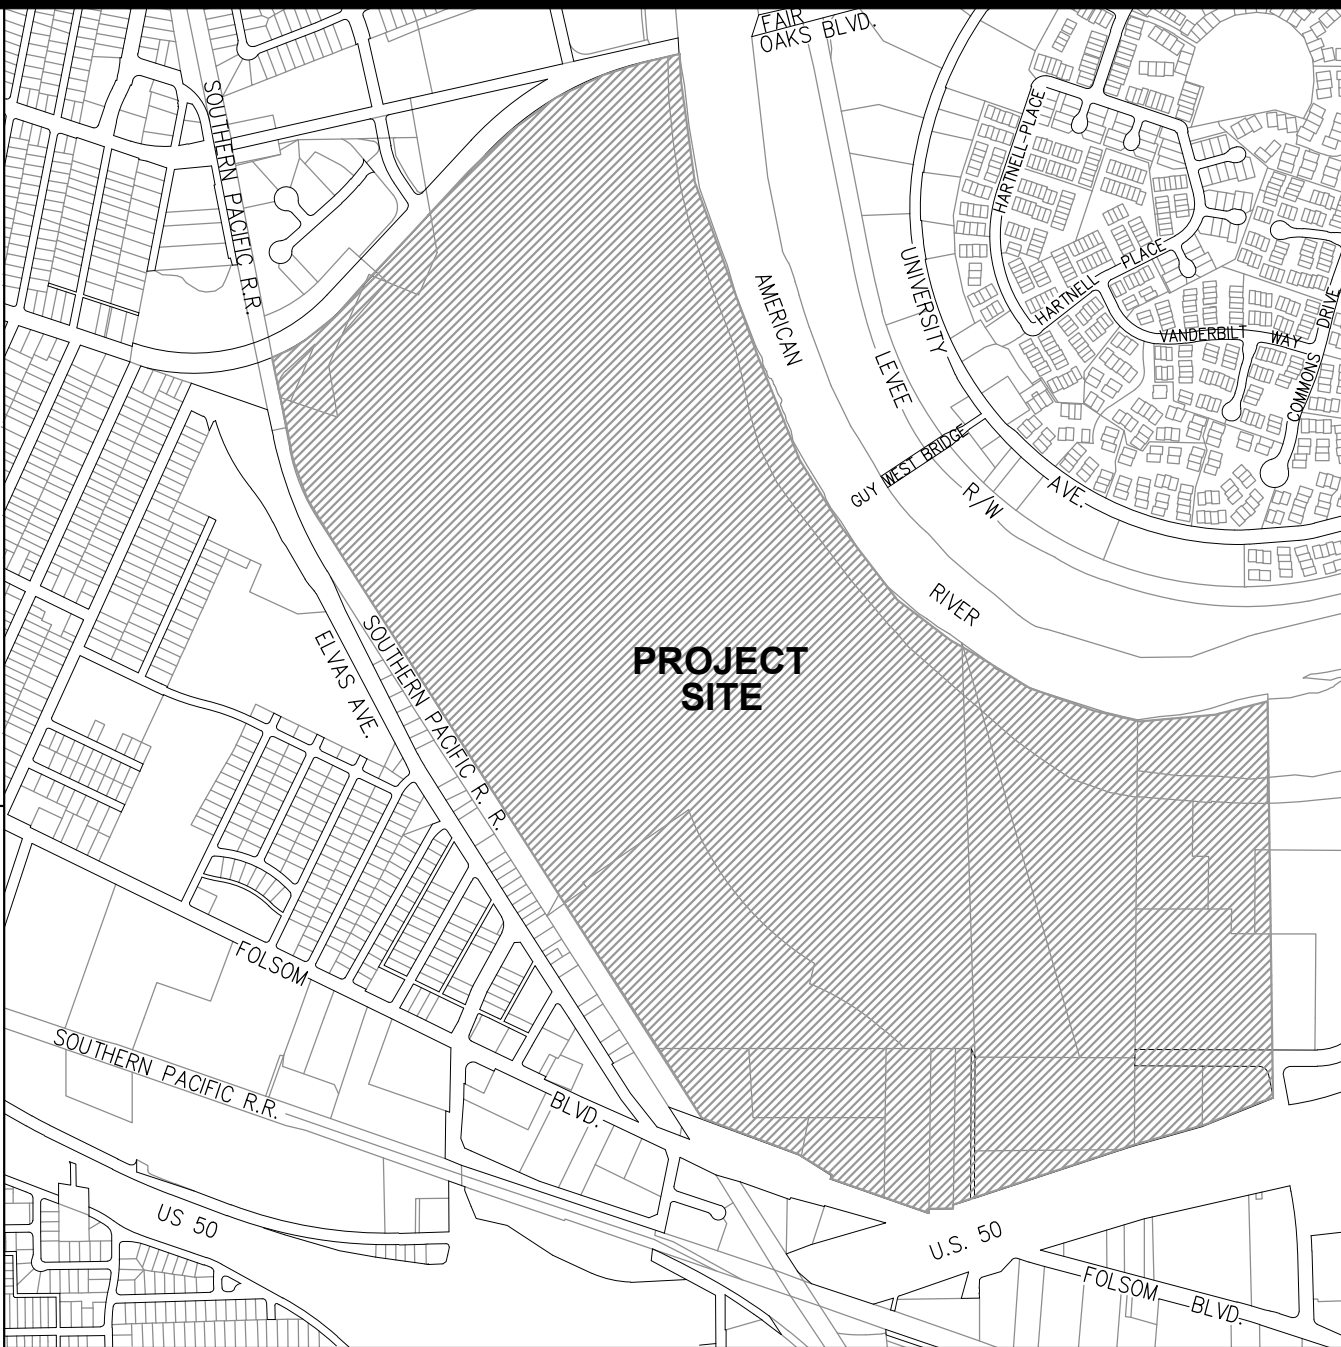 FAIR
OAKS BLVD.
SOUTHERN PACIFIC R.R.
HARTNELL PLACE
UNIVERSITY
AVE.
HARTNELL PLACE
AMERICAN
RIVER
LEVEE
R/W
VANDERBILT WAY
COMMONS DRIVE
GUY WEST BRIDGE
ELVAS AVE.
SOUTHERN PACIFIC R. R.
PROJECT
SITE
FOLSOM
BLVD.
SOUTHERN PACIFIC R.R.
US 50
U.S. 50
FOLSOM BLVD.